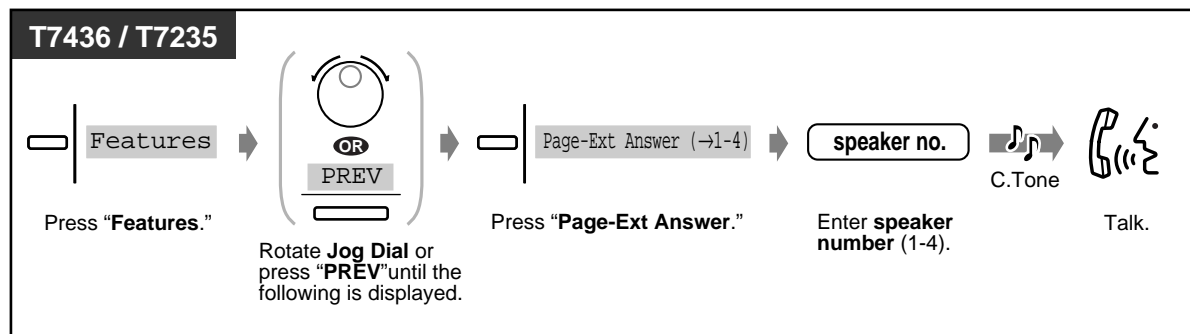 T7436 / T7235
Features
OR
PREV
Page-Ext Answer (→1-4)
speaker no.
C.Tone
Press “Features.”
Rotate Jog Dial or
press “PREV”until the
following is displayed.
Press “Page-Ext Answer.”
Enter speaker
number (1-4).
Talk.